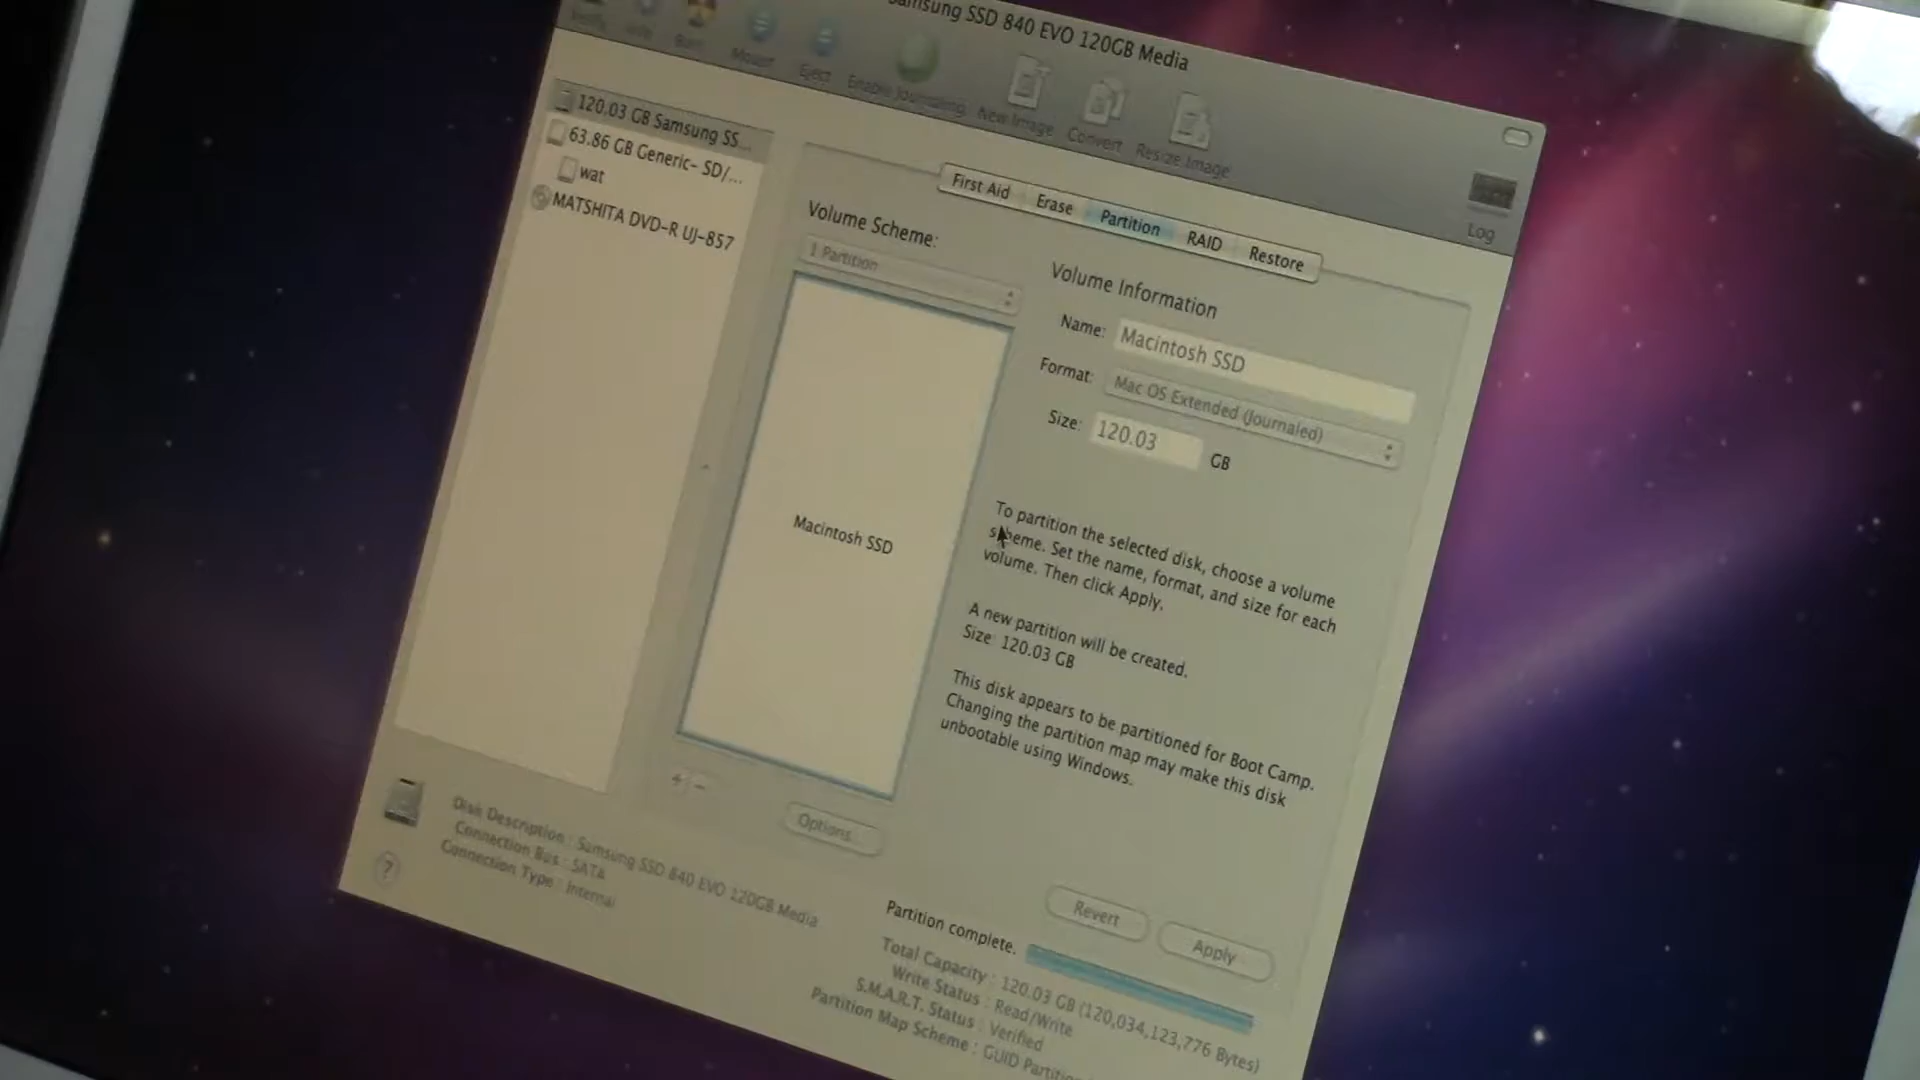 Samsung SSD 840 EVO 120GB Media
Verify Info Burn Mount Eject Enable Journaling New Image Convert Resize Image
Log
120.03 GB Samsung SS...
63.86 GB Generic- SD/...
wat
MATSHITA DVD-R UJ-857
First Aid Erase Partition RAID Restore
Volume Scheme:
1 Partition
Macintosh SSD
+ −
Options...
Volume Information
Name: Macintosh SSD
Format: Mac OS Extended (Journaled)
Size: 120.03 GB
To partition the selected disk, choose a volume
scheme. Set the name, format, and size for each
volume. Then click Apply.
A new partition will be created.
Size: 120.03 GB
This disk appears to be partitioned for Boot Camp.
Changing the partition map may make this disk
unbootable using Windows.
Revert Apply
Partition complete.
?
Disk Description : Samsung SSD 840 EVO 120GB Media
Connection Bus : SATA
Connection Type : Internal
Total Capacity : 120.03 GB (120,034,123,776 Bytes)
Write Status : Read/Write
S.M.A.R.T. Status : Verified
Partition Map Scheme : GUID Partition